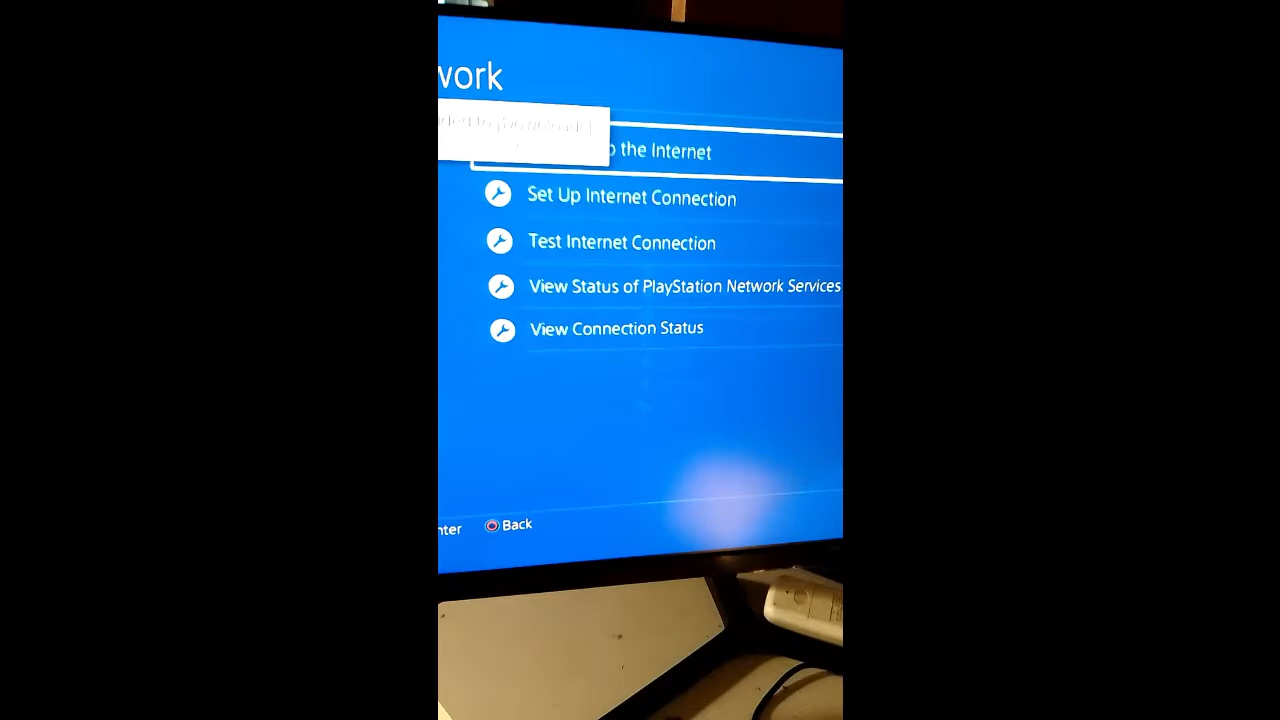 work
to the Internet
Set Up Internet Connection
Test Internet Connection
View Status of PlayStation Network Services
View Connection Status
nter
Back